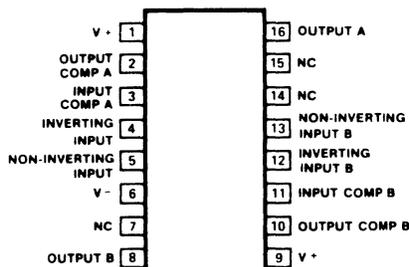 V + 1
OUTPUT
COMP A 2
INPUT
COMP A 3
INVERTING
INPUT 4
NON-INVERTING
INPUT 5
V - 6
NC 7
OUTPUT B 8
16 OUTPUT A
15 NC
14 NC
13 NON-INVERTING
INPUT B
12 INVERTING
INPUT B
11 INPUT COMP B
10 OUTPUT COMP B
9 V +